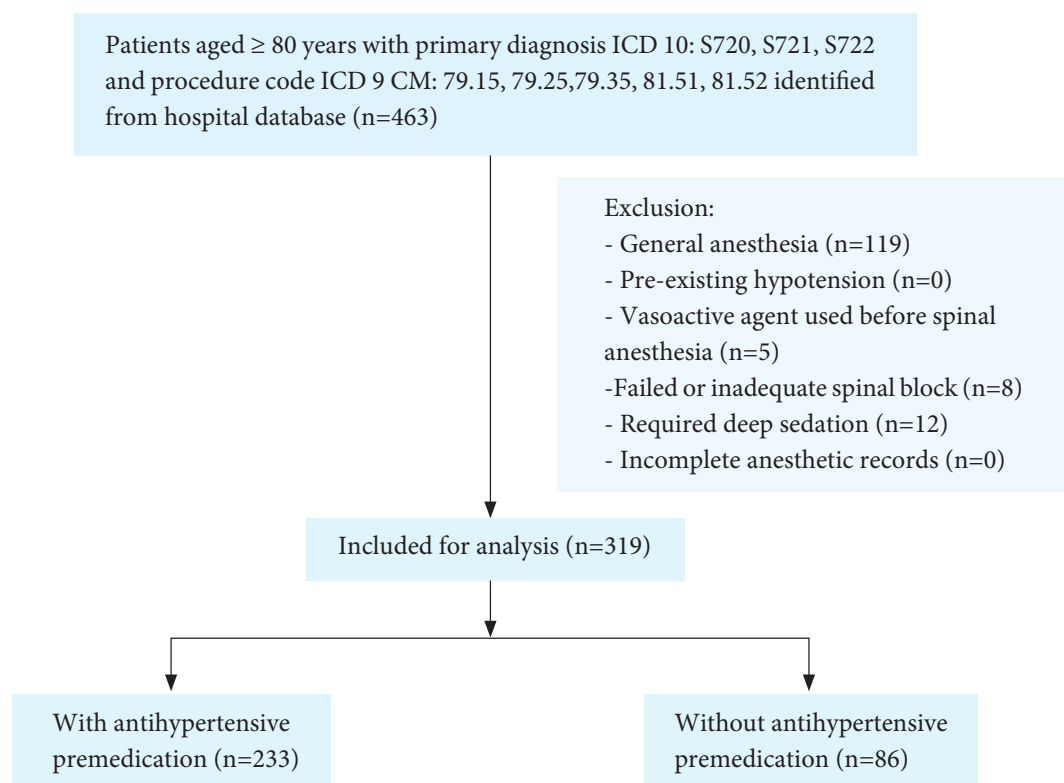 Patients aged ≥ 80 years with primary diagnosis ICD 10: S720, S721, S722
and procedure code ICD 9 CM: 79.15, 79.25,79.35, 81.51, 81.52 identified
from hospital database (n=463)
Exclusion:
- General anesthesia (n=119)
- Pre-existing hypotension (n=0)
- Vasoactive agent used before spinal
anesthesia (n=5)
-Failed or inadequate spinal block (n=8)
- Required deep sedation (n=12)
- Incomplete anesthetic records (n=0)
Included for analysis (n=319)
With antihypertensive
premedication (n=233)
Without antihypertensive
premedication (n=86)